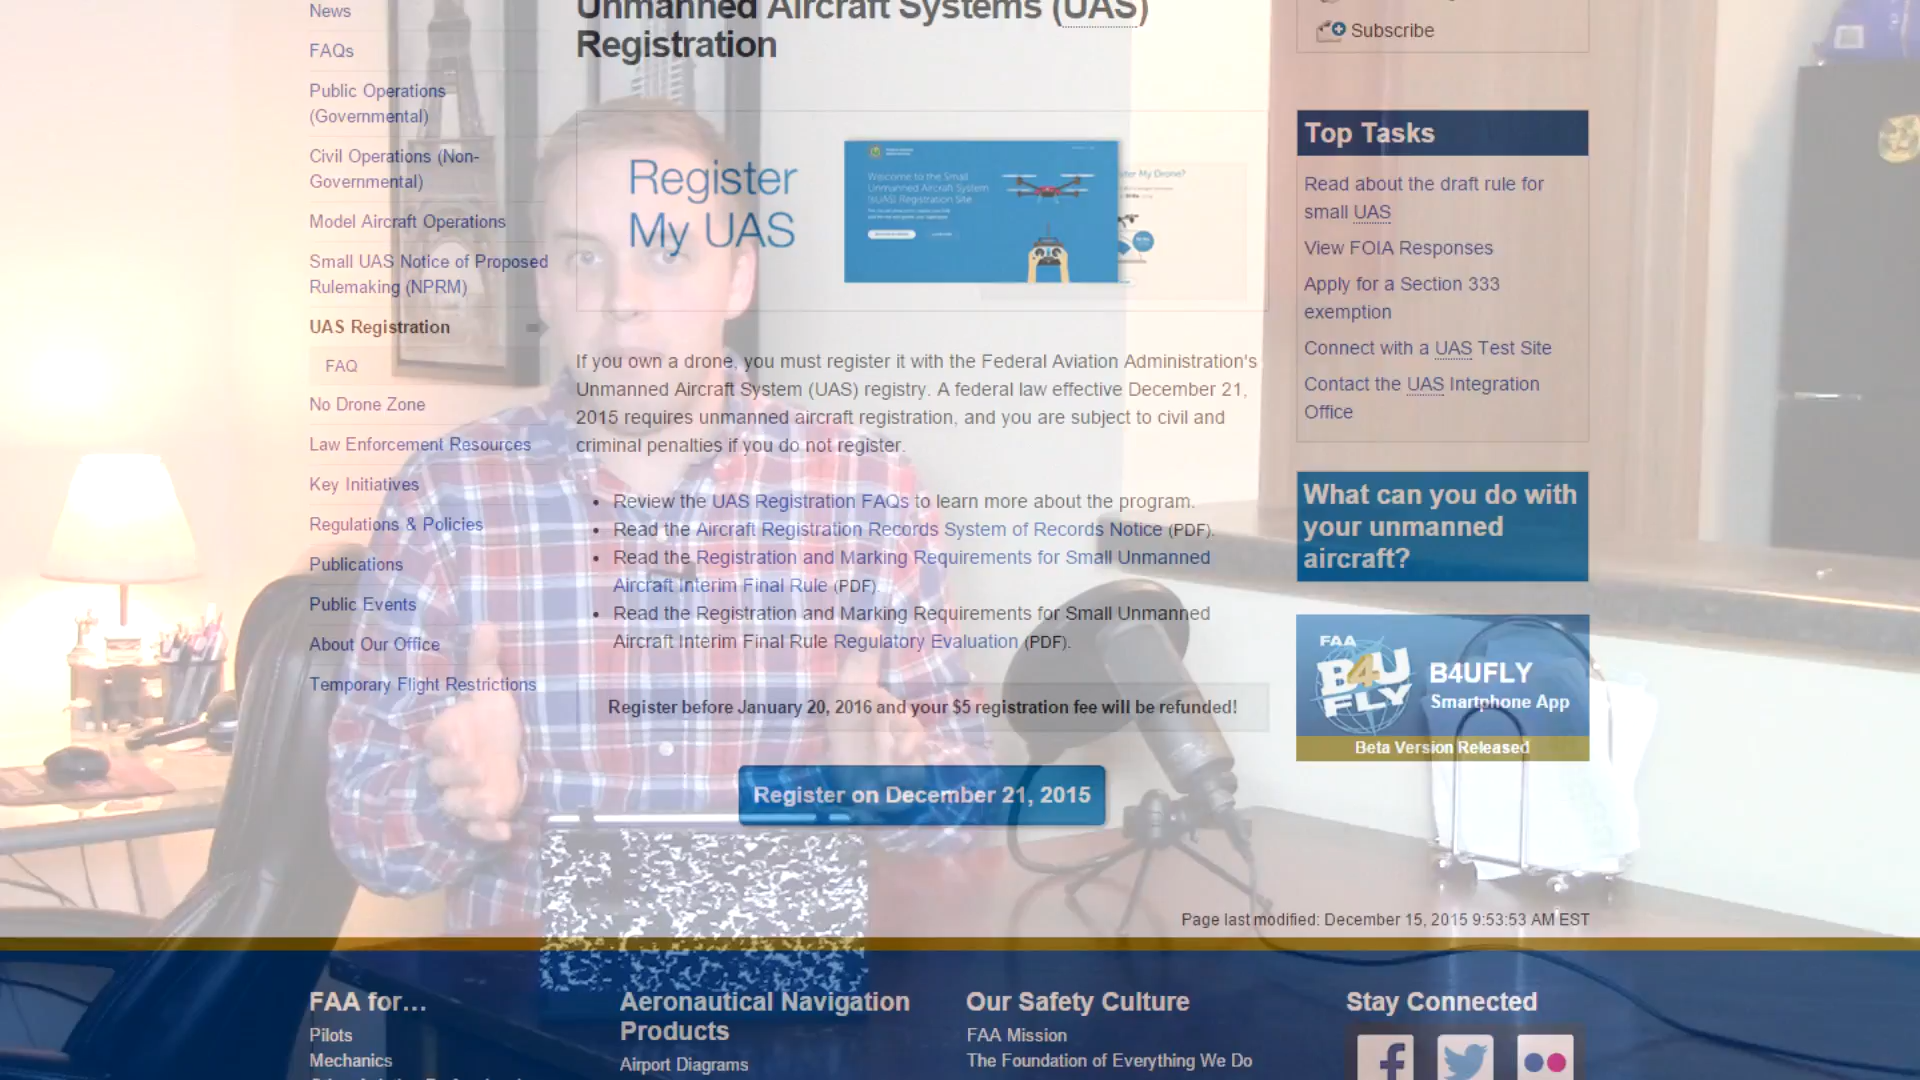 News
FAQs
Public Operations
(Governmental)
Civil Operations (Non-
Governmental)
Model Aircraft Operations
Small UAS Notice of Proposed
Rulemaking (NPRM)
UAS Registration
FAQ
No Drone Zone
Law Enforcement Resources
Key Initiatives
Regulations & Policies
Publications
Public Events
About Our Office
Temporary Flight Restrictions
Unmanned Aircraft Systems (UAS)
Registration
Register
My UAS
Welcome to the Small
Unmanned Aircraft System
(sUAS) Registration Site
My Drone?
If you own a drone, you must register it with the Federal Aviation Administration's
Unmanned Aircraft System (UAS) registry. A federal law effective December 21,
2015 requires unmanned aircraft registration, and you are subject to civil and
criminal penalties if you do not register.
• Review the UAS Registration FAQs to learn more about the program.
• Read the Aircraft Registration Records System of Records Notice (PDF).
• Read the Registration and Marking Requirements for Small Unmanned
Aircraft Interim Final Rule (PDF).
• Read the Registration and Marking Requirements for Small Unmanned
Aircraft Interim Final Rule Regulatory Evaluation (PDF).
Register before January 20, 2016 and your $5 registration fee will be refunded!
Register on December 21, 2015
Subscribe
Top Tasks
Read about the draft rule for
small UAS
View FOIA Responses
Apply for a Section 333
exemption
Connect with a UAS Test Site
Contact the UAS Integration
Office
What can you do with
your unmanned
aircraft?
FAA
B4U
FLY
B4UFLY
Smartphone App
Beta Version Released
Page last modified: December 15, 2015 9:53:53 AM EST
FAA for…
Pilots
Mechanics
Aeronautical Navigation
Products
Airport Diagrams
Our Safety Culture
FAA Mission
The Foundation of Everything We Do
Stay Connected